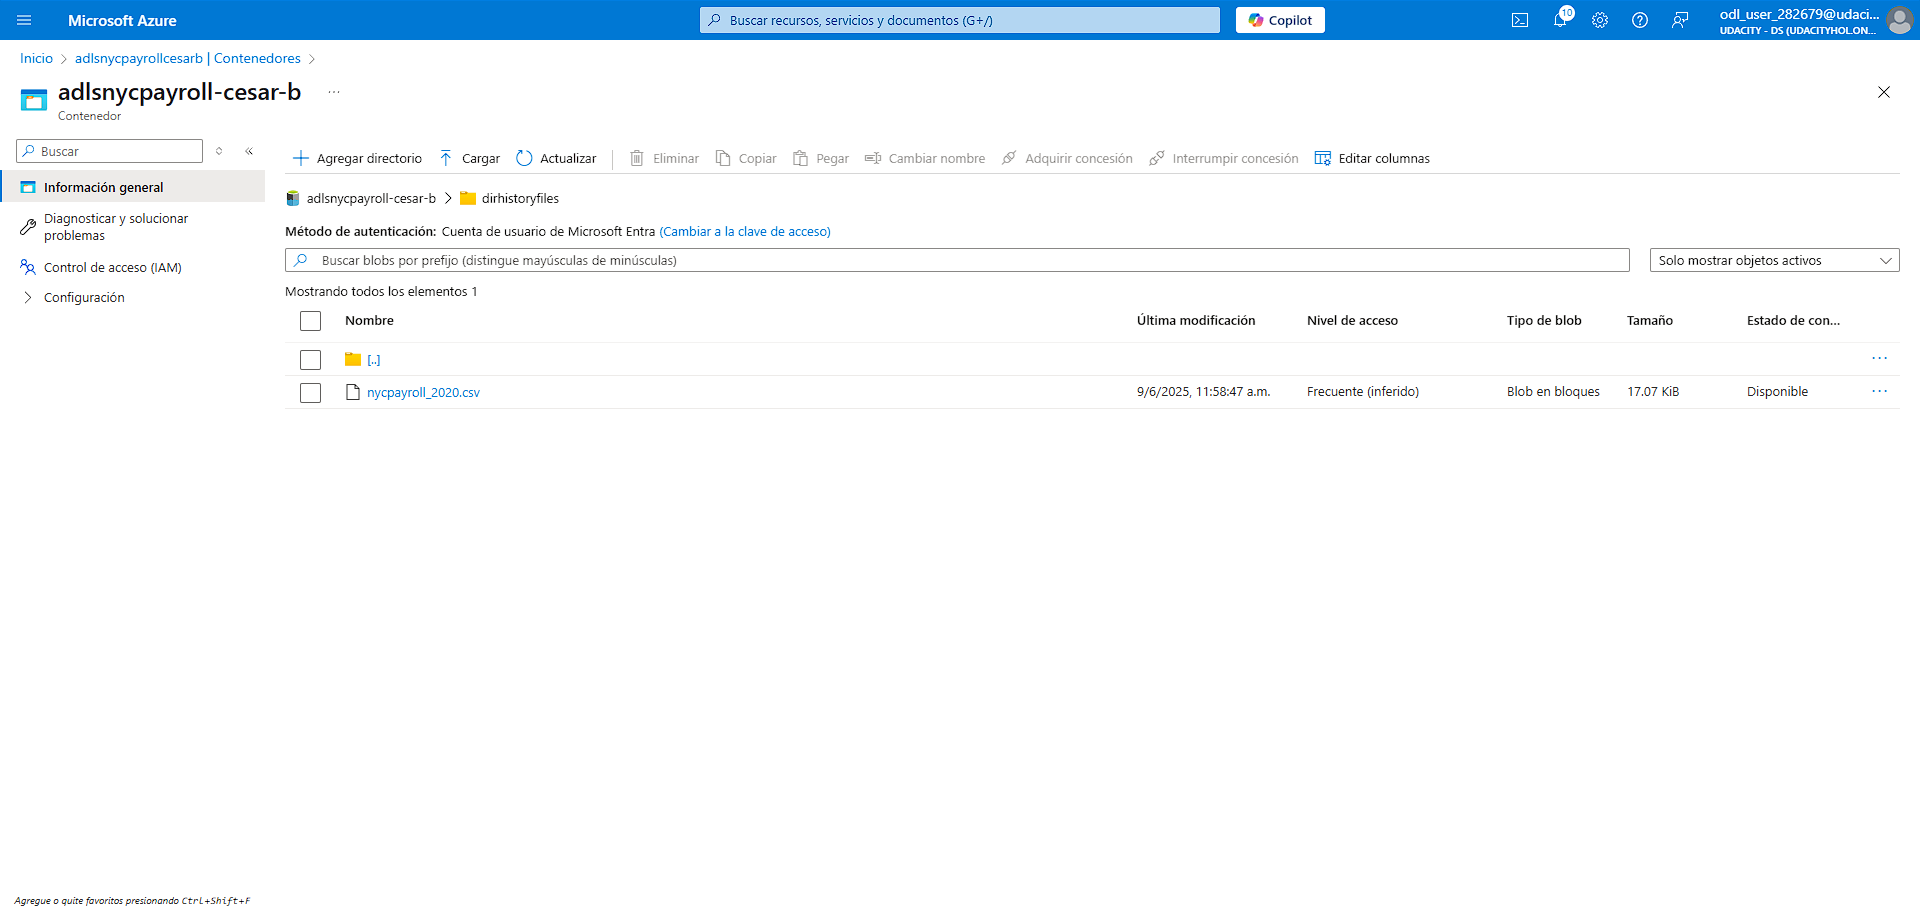 Microsoft Azure
Buscar recursos, servicios y documentos (G+/)
Copilot
10
odl_user_282679@udaci...
UDACITY - DS (UDACITYHOL.ON...
Inicio > adlsnycpayrollcesarb | Contenedores >
adlsnycpayroll-cesar-b ...
Contenedor
Buscar
Información general
Diagnosticar y solucionar
problemas
Control de acceso (IAM)
Configuración
Agregar directorio Cargar Actualizar Eliminar Copiar Pegar Cambiar nombre Adquirir concesión Interrumpir concesión Editar columnas
adlsnycpayroll-cesar-b > dirhistoryfiles
Método de autenticación: Cuenta de usuario de Microsoft Entra (Cambiar a la clave de acceso)
Buscar blobs por prefijo (distingue mayúsculas de minúsculas)
Solo mostrar objetos activos
Mostrando todos los elementos 1
Nombre Última modificación Nivel de acceso Tipo de blob Tamaño Estado de con...
[..] ...
nycpayroll_2020.csv 9/6/2025, 11:58:47 a.m. Frecuente (inferido) Blob en bloques 17.07 KiB Disponible ...
Agregue o quite favoritos presionando Ctrl+Shift+F